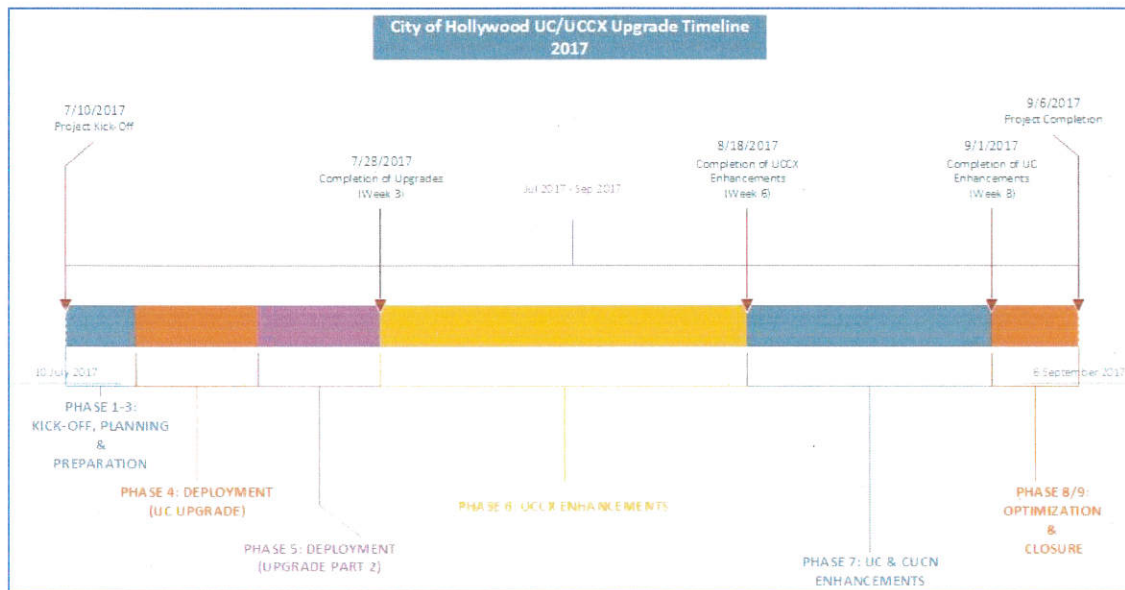 City of Hollywood UC/UCCX Upgrade Timeline
2017
7/10/2017
Project Kick-Off
7/28/2017
Completion of Upgrades
(Week 3)
Jul 2017 - Sep 2017
8/18/2017
Completion of UCCX
Enhancements
(Week 6)
9/1/2017
Completion of UC
Enhancements
(Week 8)
9/6/2017
Project Completion
10 July 2017
6 September 2017
PHASE 1-3:
KICK-OFF, PLANNING
&
PREPARATION
PHASE 4: DEPLOYMENT
(UC UPGRADE)
PHASE 5: DEPLOYMENT
(UPGRADE PART 2)
PHASE 6: UCCX ENHANCEMENTS
PHASE 7: UC & CUCN
ENHANCEMENTS
PHASE 8/9:
OPTIMIZATION
&
CLOSURE